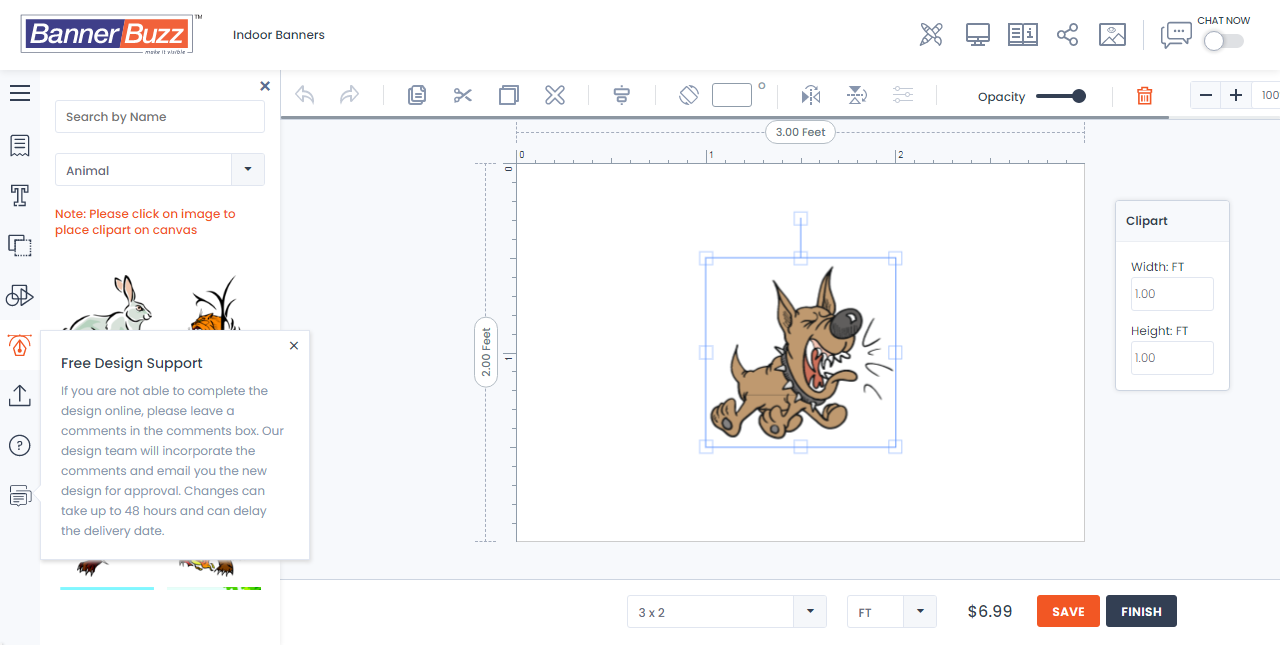 BannerBuzz
TM
make it visible
Indoor Banners
CHAT NOW
Search by Name
Animal
Note: Please click on image to
place clipart on canvas
Opacity
100
3.00 Feet
0
1
2
0
1
2.00 Feet
Clipart
Width: FT
1.00
Height: FT
1.00
Free Design Support
If you are not able to complete the
design online, please leave a
comments in the comments box. Our
design team will incorporate the
comments and email you the new
design for approval. Changes can
take up to 48 hours and can delay
the delivery date.
3 x 2
FT
$6.99
SAVE
FINISH